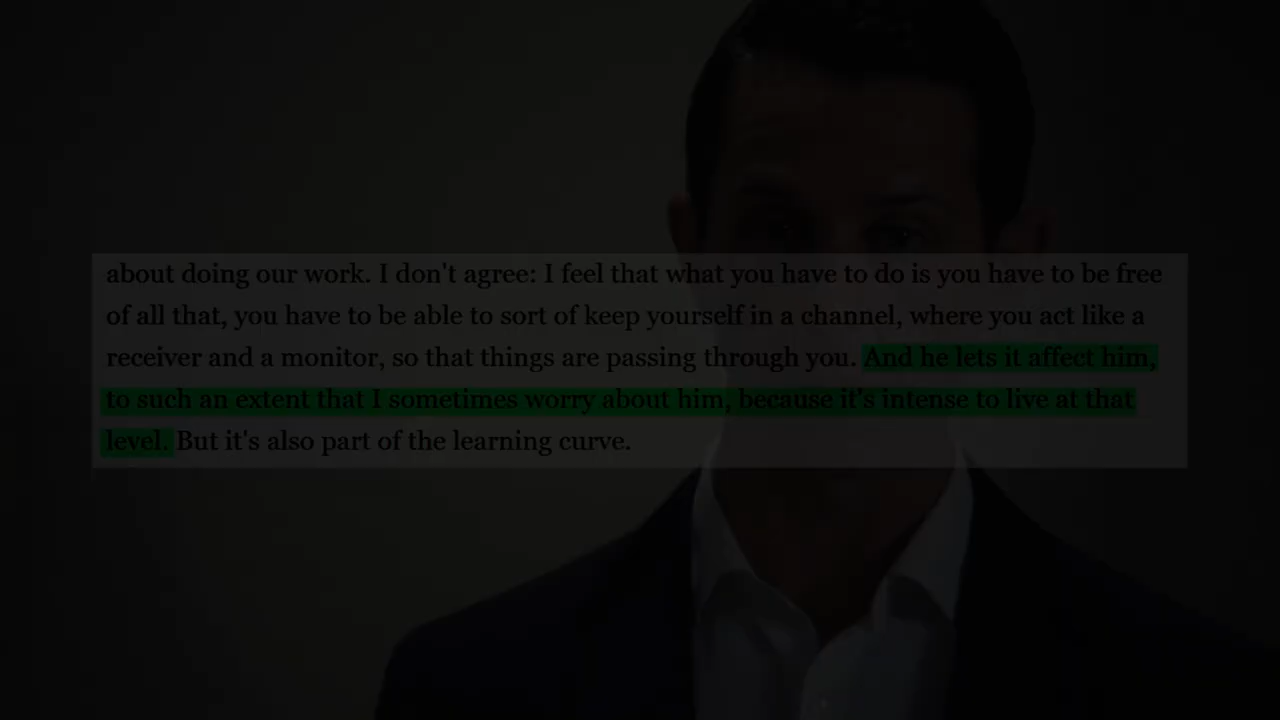 about doing our work. I don't agree: I feel that what you have to do is you have to be free
of all that, you have to be able to sort of keep yourself in a channel, where you act like a
receiver and a monitor, so that things are passing through you. And he lets it affect him,
to such an extent that I sometimes worry about him, because it's intense to live at that
level. But it's also part of the learning curve.